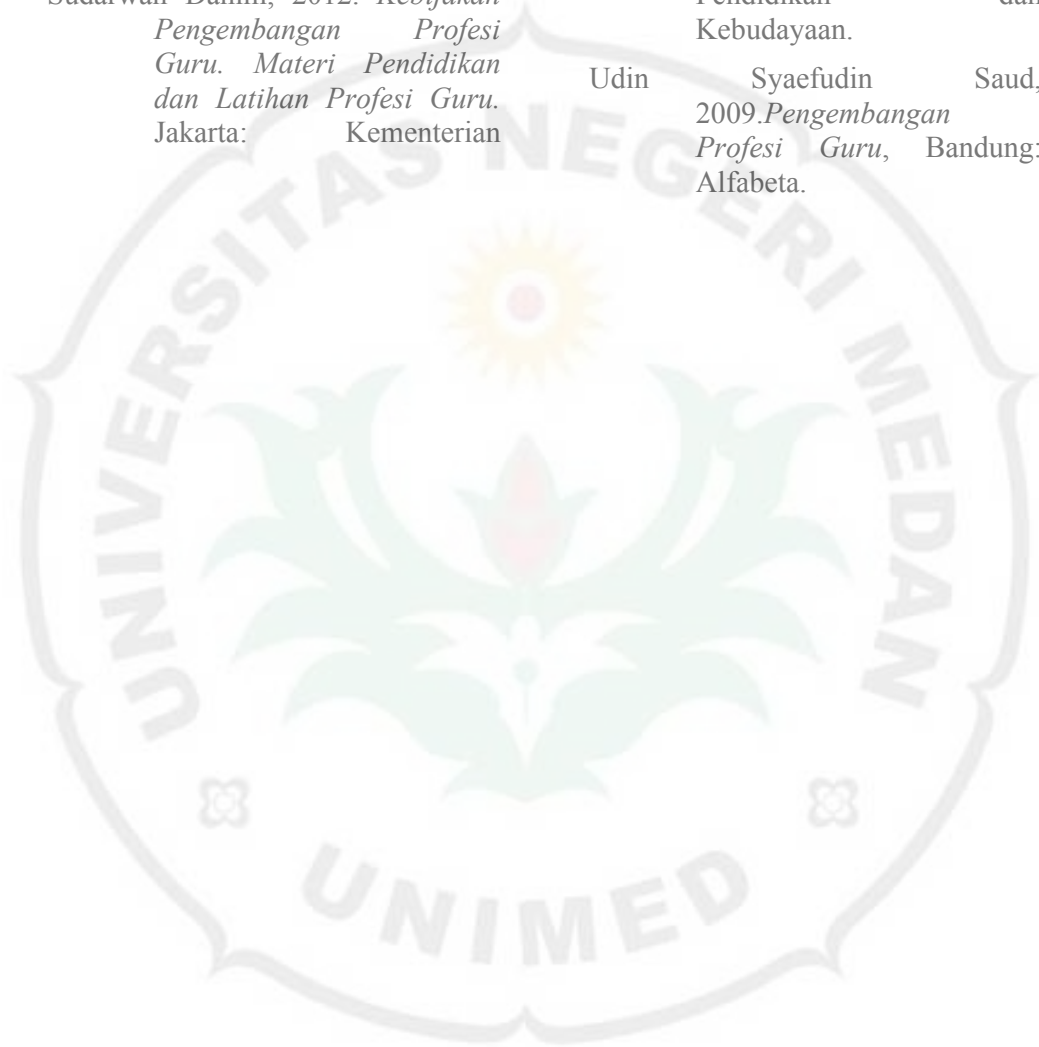 Sudarwan Danim, 2012. Kebijakan
Pengembangan Profesi
Guru. Materi Pendidikan
dan Latihan Profesi Guru.
Jakarta: Kementerian
Pendidikan dan
Kebudayaan.
Udin Syaefudin Saud,
2009.Pengembangan
Profesi Guru, Bandung:
Alfabeta.
UNIVERSITAS NEGERI MEDAN
UNIMED